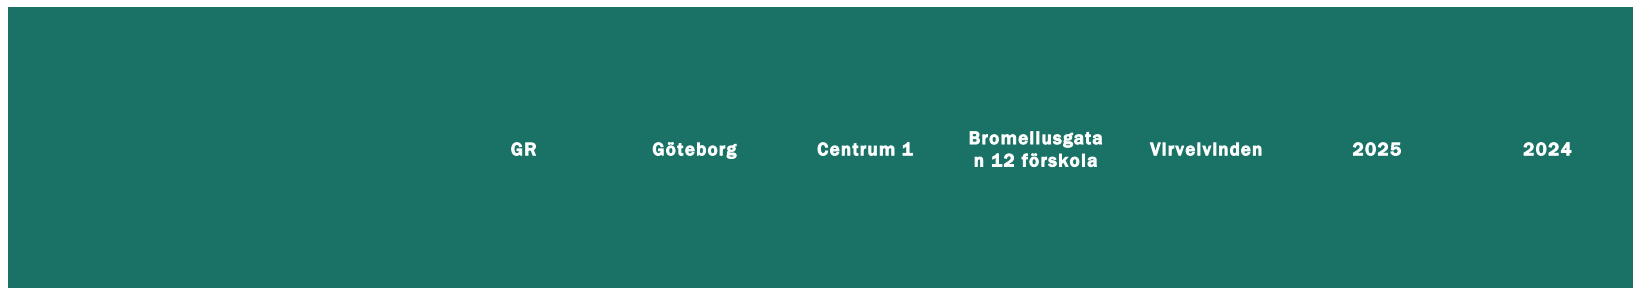 GR Göteborg Centrum 1 Bromeliusgata
n 12 förskola Virvelvinden 2025 2024